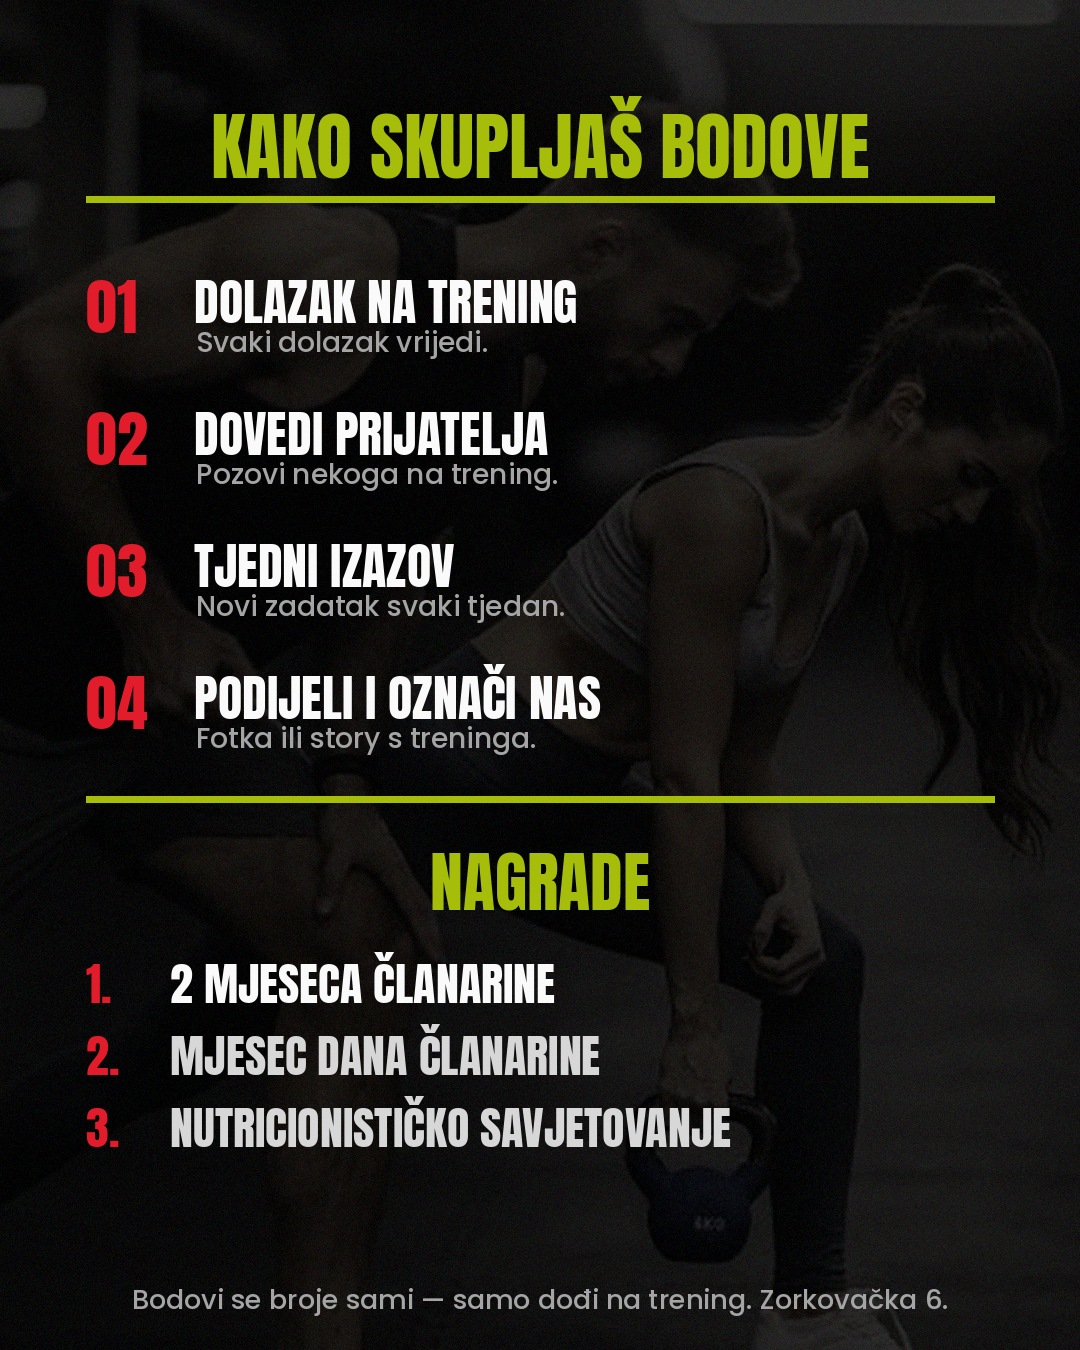 KAKO SKUPLJAŠ BODOVE
01 DOLAZAK NA TRENING
Svaki dolazak vrijedi.
02 DOVEDI PRIJATELJA
Pozovi nekoga na trening.
03 TJEDNI IZAZOV
Novi zadatak svaki tjedan.
04 PODIJELI I OZNAČI NAS
Fotka ili story s treninga.
NAGRADE
1. 2 MJESECA ČLANARINE
2. MJESEC DANA ČLANARINE
3. NUTRICIONISTIČKO SAVJETOVANJE
6KG
Bodovi se broje sami — samo dođi na trening. Zorkovačka 6.